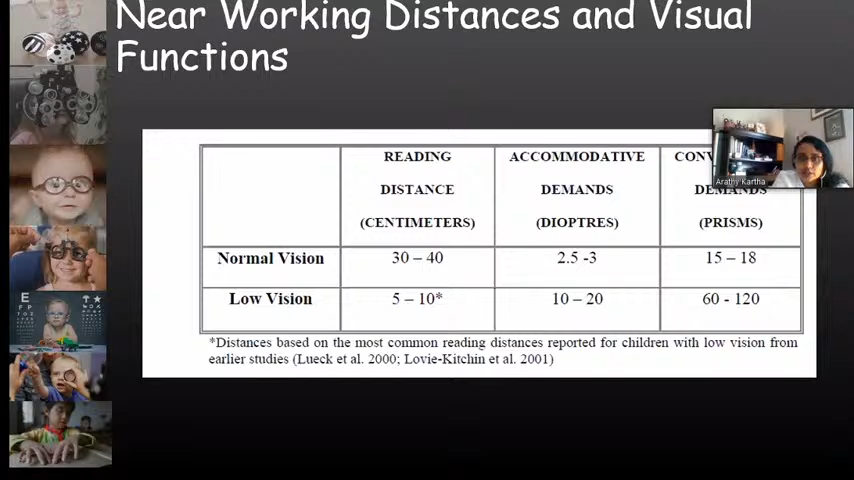 Near Working Distances and Visual
Functions
READING
DISTANCE
(CENTIMETERS)
ACCOMMODATIVE
DEMANDS
(DIOPTRES)
CONV
DEMANDS
(PRISMS)
Arathy Kartha
Normal Vision 30 – 40 2.5 -3 15 – 18
Low Vision 5 – 10* 10 – 20 60 - 120
*Distances based on the most common reading distances reported for children with low vision from
earlier studies (Lueck et al. 2000; Lovie-Kitchin et al. 2001)